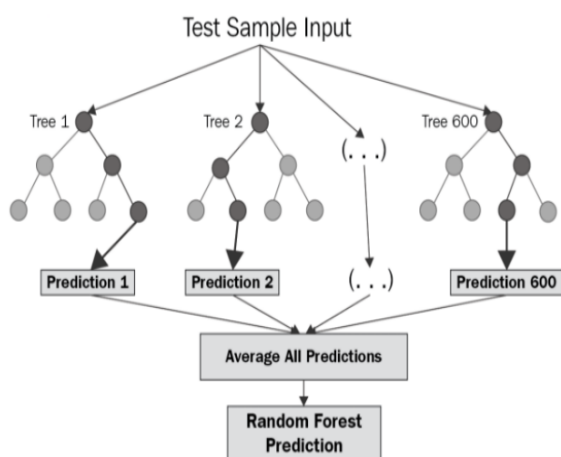 Test Sample Input
Tree 1
Tree 2
(. . .)
Tree 600
Prediction 1
Prediction 2
(. . .)
Prediction 600
Average All Predictions
Random Forest
Prediction